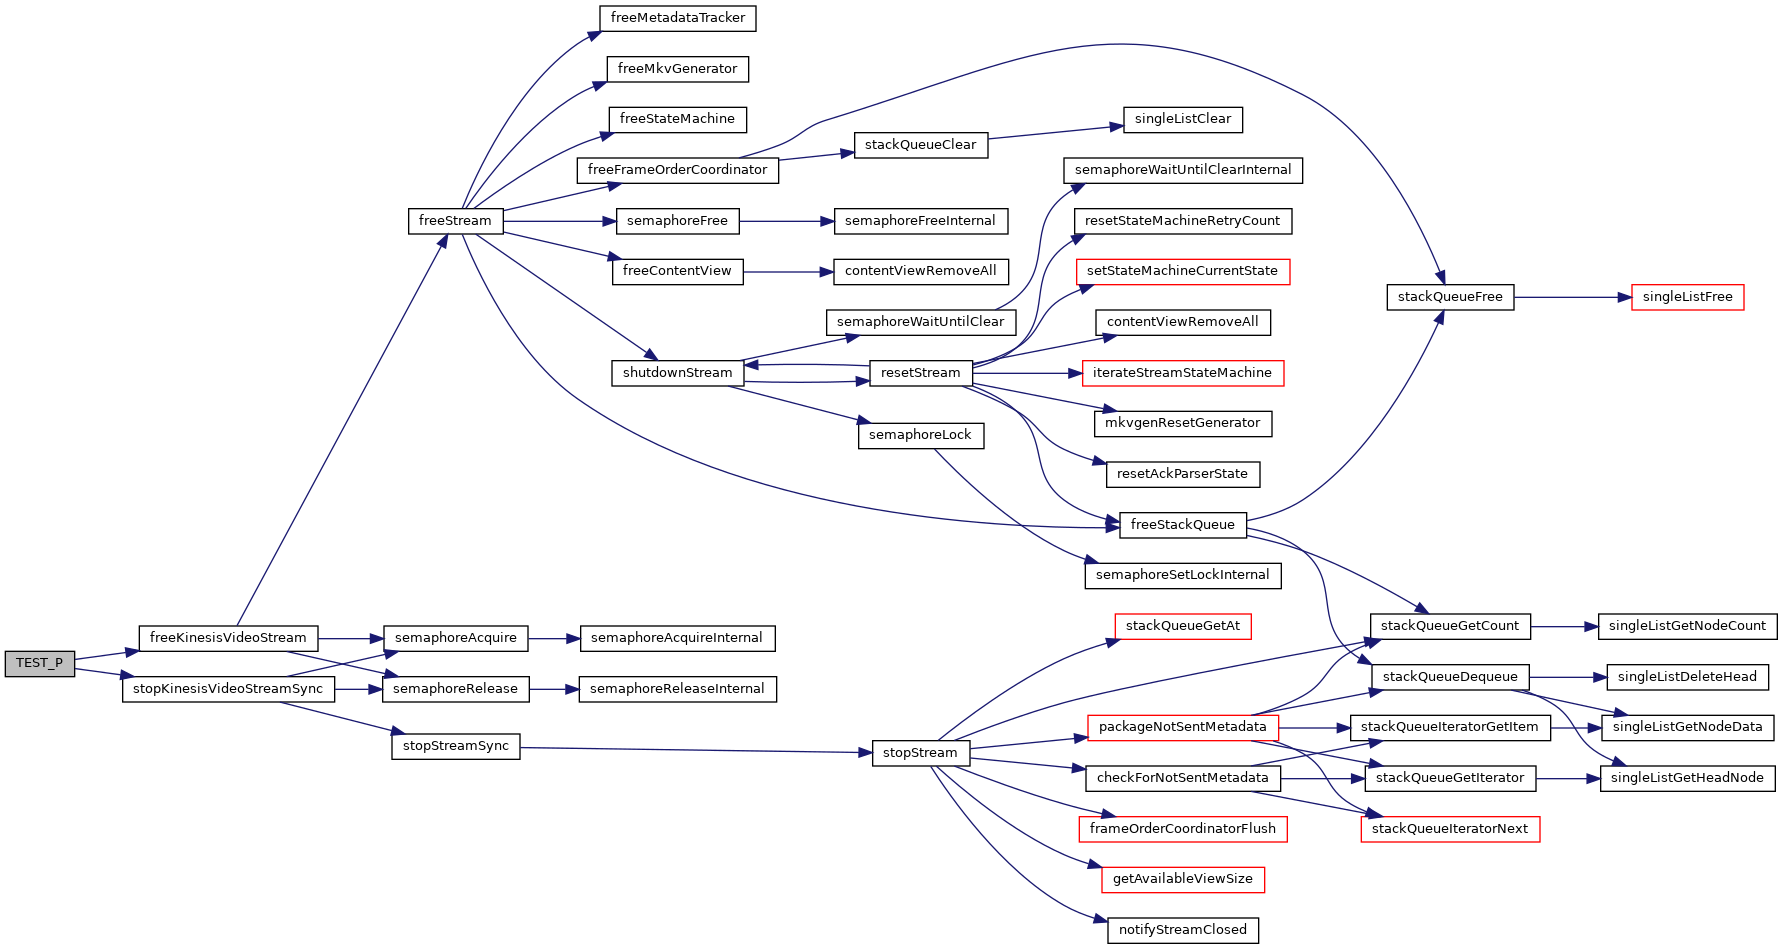 freeMetadataTracker
freeMkvGenerator
freeStateMachine
singleListClear
stackQueueClear
freeFrameOrderCoordinator
semaphoreWaitUntilClearInternal
freeStream
semaphoreFree
semaphoreFreeInternal
resetStateMachineRetryCount
freeContentView
contentViewRemoveAll
setStateMachineCurrentState
stackQueueFree
singleListFree
semaphoreWaitUntilClear
contentViewRemoveAll
shutdownStream
resetStream
iterateStreamStateMachine
mkvgenResetGenerator
semaphoreLock
resetAckParserState
freeStackQueue
semaphoreSetLockInternal
stackQueueGetAt
stackQueueGetCount
singleListGetNodeCount
freeKinesisVideoStream
semaphoreAcquire
semaphoreAcquireInternal
TEST_P
stackQueueDequeue
singleListDeleteHead
stopKinesisVideoStreamSync
semaphoreRelease
semaphoreReleaseInternal
packageNotSentMetadata
stackQueueIteratorGetItem
singleListGetNodeData
stopStreamSync
stopStream
checkForNotSentMetadata
stackQueueGetIterator
singleListGetHeadNode
frameOrderCoordinatorFlush
stackQueueIteratorNext
getAvailableViewSize
notifyStreamClosed